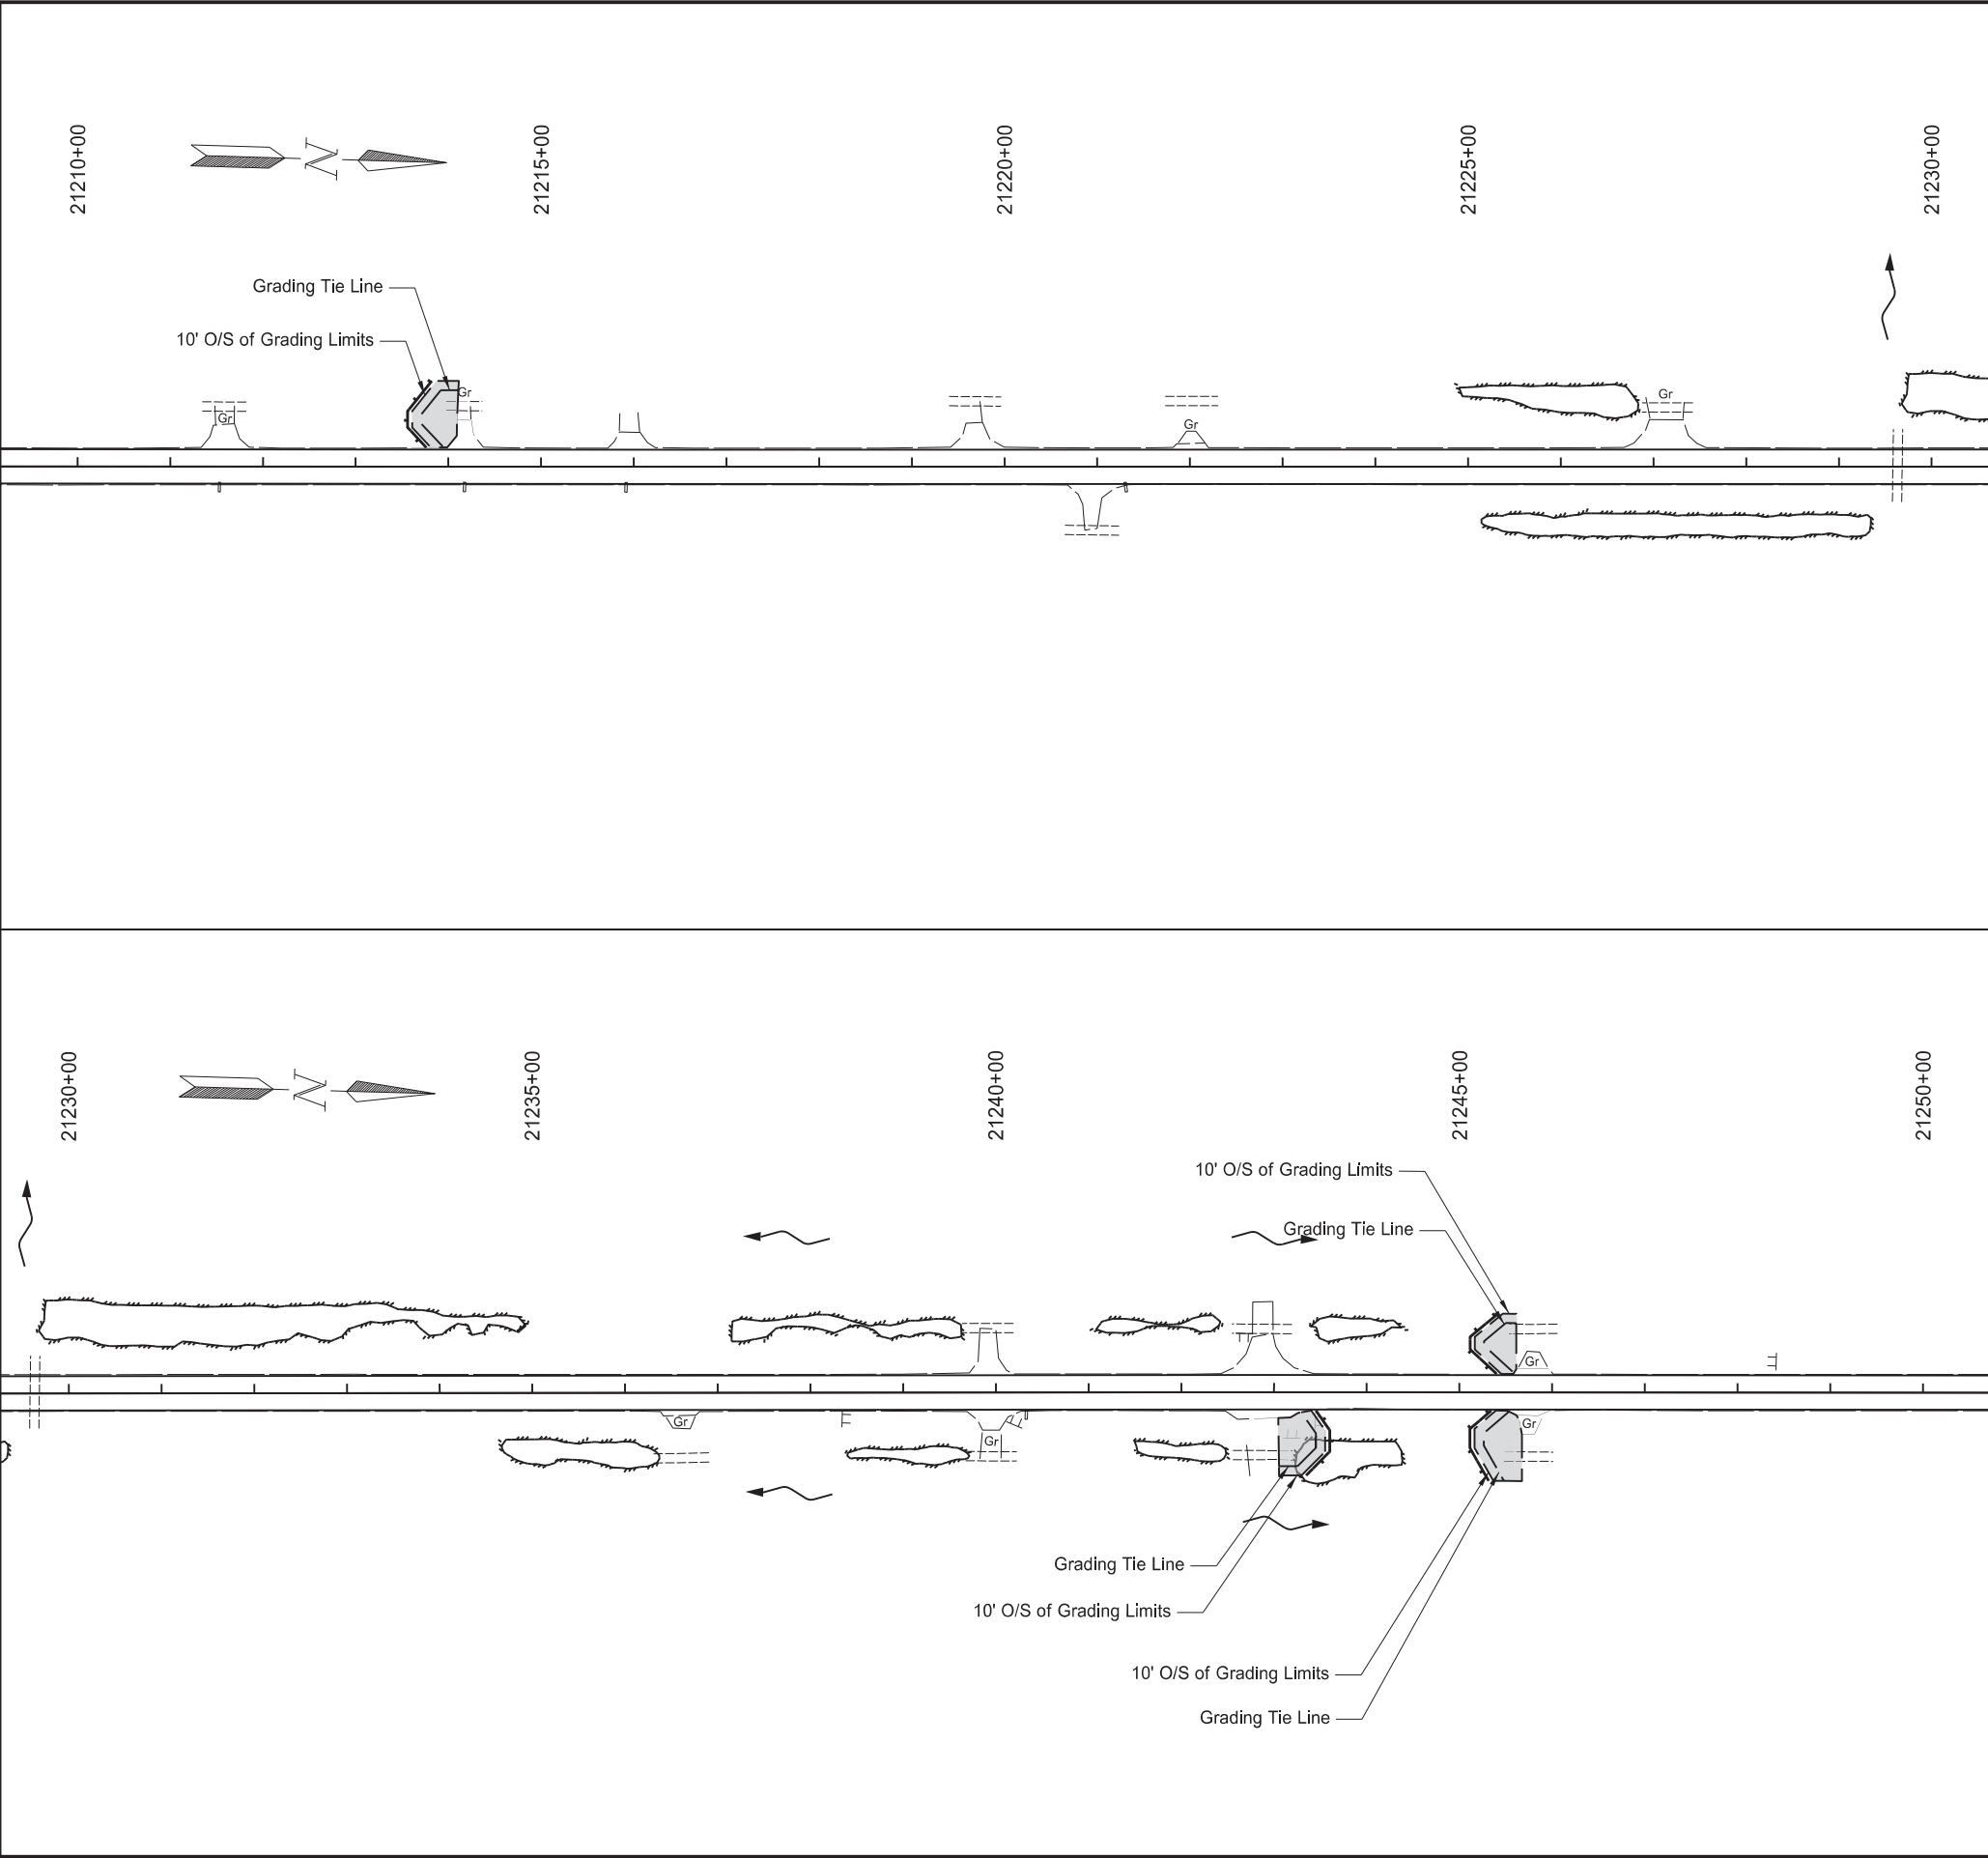 21210+00
21215+00
21220+00
21225+00
21230+00
N
Grading Tie Line
10' O/S of Grading Limits
Gr
Gr
Gr
Gr
21230+00
21235+00
21240+00
21245+00
21250+00
N
10' O/S of Grading Limits
Grading Tie Line
Gr
Gr
Gr
Gr
Grading Tie Line
10' O/S of Grading Limits
10' O/S of Grading Limits
Grading Tie Line